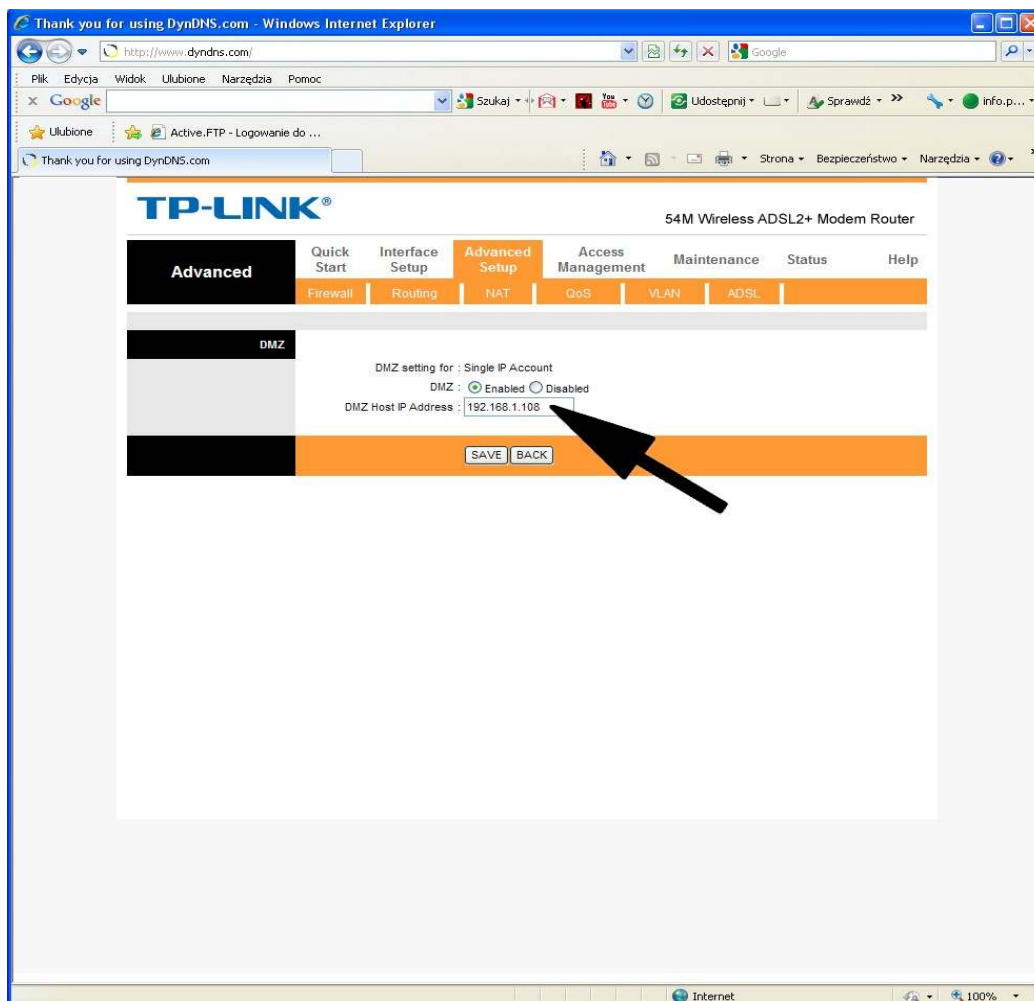 Thank you for using DynDNS.com - Windows Internet Explorer
http://www.dyndns.com/
Google
Plik Edycja Widok Ulubione Narzędzia Pomoc
x Google Szukaj You Tube Udostępnij Sprawdź » info.p...
Ulubione Active.FTP - Logowanie do ...
Thank you for using DynDNS.com Strona Bezpieczeństwo Narzędzia
TP-LINK®
54M Wireless ADSL2+ Modem Router
Advanced
Quick Start Interface Setup Advanced Setup Access Management Maintenance Status Help
Firewall Routing NAT QoS VLAN ADSL
DMZ
DMZ setting for : Single IP Account
DMZ : Enabled Disabled
DMZ Host IP Address : 192.168.1.108
SAVE BACK
Internet 100%